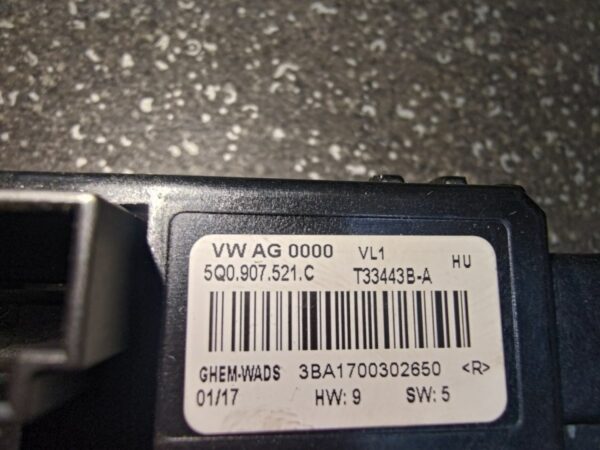 VW AG 0000 VL1 HU
5Q0.907.521.C T33443B-A
GHEM-WADS 3BA1700302650 <R>
01/17 HW: 9 SW: 5